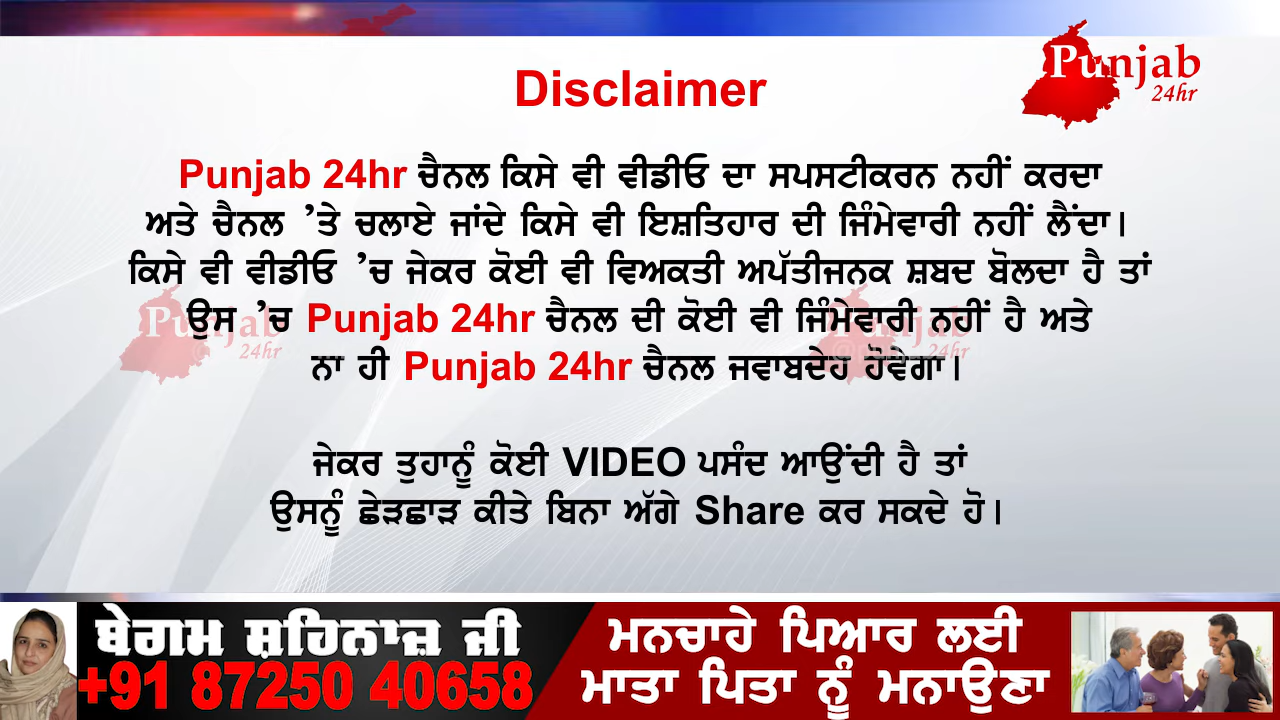 Punjab
24hr
Disclaimer
Punjab 24hr ਚੈਨਲ ਕਿਸੇ ਵੀ ਵੀਡੀਓ ਦਾ ਸਪਸਟੀਕਰਨ ਨਹੀਂ ਕਰਦਾ
ਅਤੇ ਚੈਨਲ ’ਤੇ ਚਲਾਏ ਜਾਂਦੇ ਕਿਸੇ ਵੀ ਇਸ਼ਤਿਹਾਰ ਦੀ ਜਿੰਮੇਵਾਰੀ ਨਹੀਂ ਲੈਂਦਾ।
ਕਿਸੇ ਵੀ ਵੀਡੀਓ ’ਚ ਜੇਕਰ ਕੋਈ ਵੀ ਵਿਅਕਤੀ ਅਪੱਤੀਜਨਕ ਸ਼ਬਦ ਬੋਲਦਾ ਹੈ ਤਾਂ
ਉਸ ’ਚ Punjab 24hr ਚੈਨਲ ਦੀ ਕੋਈ ਵੀ ਜਿੰਮੇਵਾਰੀ ਨਹੀਂ ਹੈ ਅਤੇ
ਨਾ ਹੀ Punjab 24hr ਚੈਨਲ ਜਵਾਬਦੇਹ ਹੋਵੇਗਾ।
ਜੇਕਰ ਤੁਹਾਨੂੰ ਕੋਈ VIDEO ਪਸੰਦ ਆਉਂਦੀ ਹੈ ਤਾਂ
ਉਸਨੂੰ ਛੇੜਛਾੜ ਕੀਤੇ ਬਿਨਾ ਅੱਗੇ Share ਕਰ ਸਕਦੇ ਹੋ।
ਬੇਗਮ ਸ਼ਹਿਨਾਜ਼ ਜੀ
+91 87250 40658
ਮਨਚਾਹੇ ਪਿਆਰ ਲਈ
ਮਾਤਾ ਪਿਤਾ ਨੂੰ ਮਨਾਉਣਾ